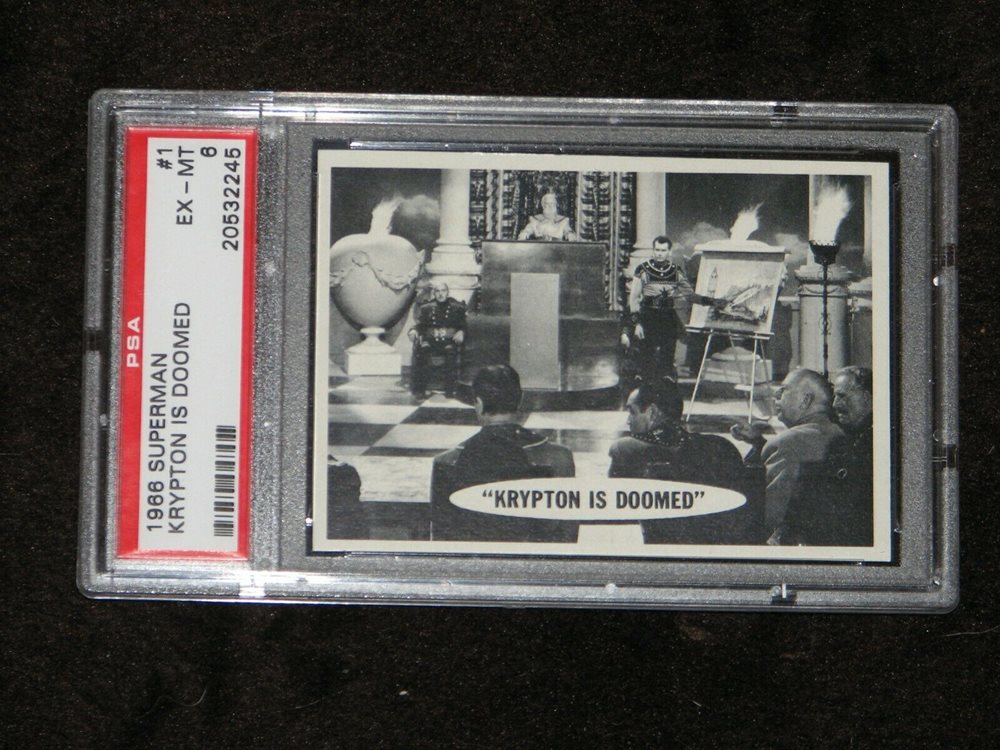 1966 SUPERMAN #1
KRYPTON IS DOOMED EX - MT
6
PSA 20532245
"KRYPTON IS DOOMED"